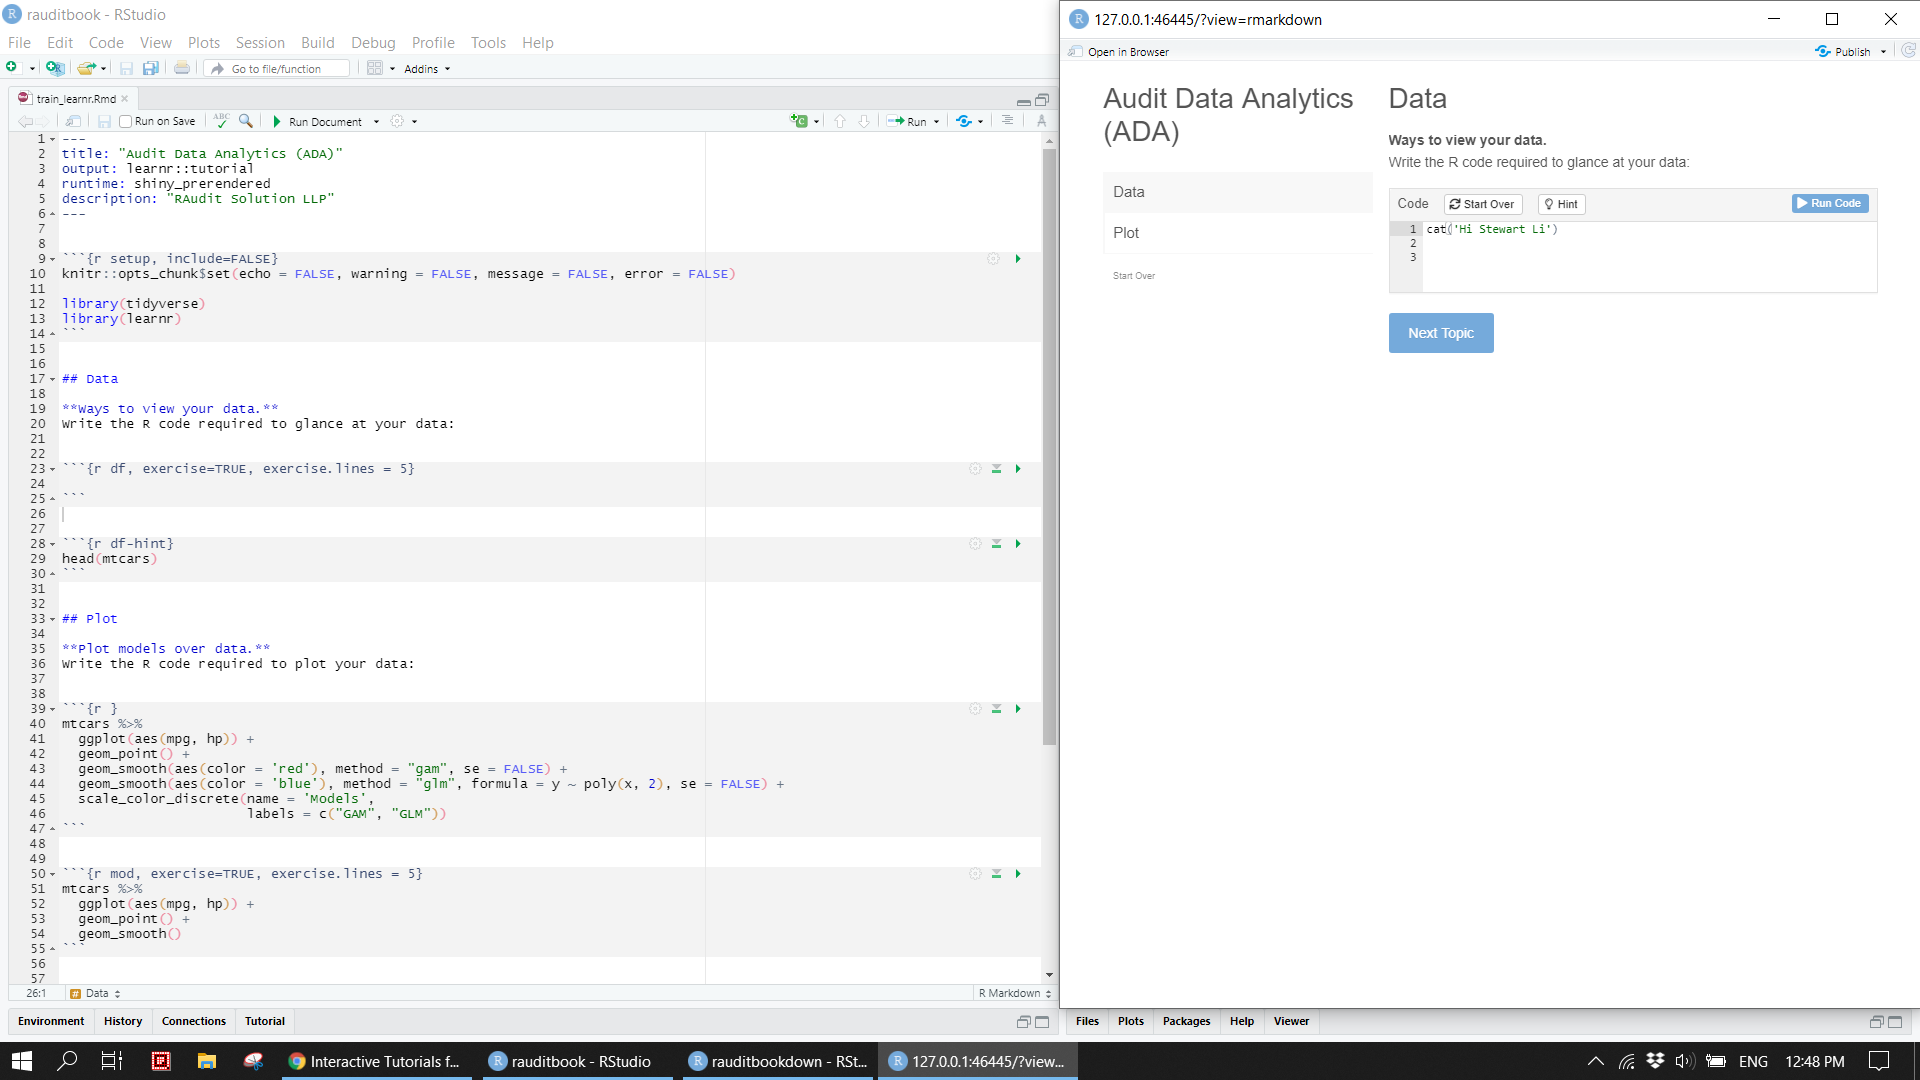 rauditbook - RStudio
File Edit Code View Plots Session Build Debug Profile Tools Help
Go to file/function Addins
train_learnr.Rmd
Run on Save ABC Run Document Run
1 ---
2 title: "Audit Data Analytics (ADA)"
3 output: learnr::tutorial
4 runtime: shiny_prerendered
5 description: "RAudit Solution LLP"
6 ---
7
8
9 ```{r setup, include=FALSE}
10 knitr::opts_chunk$set(echo = FALSE, warning = FALSE, message = FALSE, error = FALSE)
11
12 library(tidyverse)
13 library(learnr)
14 ```
15
16
17 ## Data
18
19 **Ways to view your data.**
20 Write the R code required to glance at your data:
21
22
23 ```{r df, exercise=TRUE, exercise.lines = 5}
24
25 ```
26
27
28 ```{r df-hint}
29 head(mtcars)
30 ```
31
32
33 ## Plot
34
35 **Plot models over data.**
36 Write the R code required to plot your data:
37
38
39 ```{r }
40 mtcars %>%
41 ggplot(aes(mpg, hp)) +
42 geom_point() +
43 geom_smooth(aes(color = 'red'), method = "gam", se = FALSE) +
44 geom_smooth(aes(color = 'blue'), method = "glm", formula = y ~ poly(x, 2), se = FALSE) +
45 scale_color_discrete(name = 'Models',
46 labels = c("GAM", "GLM"))
47 ```
48
49
50 ```{r mod, exercise=TRUE, exercise.lines = 5}
51 mtcars %>%
52 ggplot(aes(mpg, hp)) +
53 geom_point() +
54 geom_smooth()
55 ```
56
57
26:1 Data R Markdown
Environment History Connections Tutorial
127.0.0.1:46445/?view=rmarkdown
Open in Browser Publish
Audit Data Analytics
(ADA)
Data
Plot
Start Over
Data
Ways to view your data.
Write the R code required to glance at your data:
Code Start Over Hint Run Code
1 cat('Hi Stewart Li')
2
3
Next Topic
Files Plots Packages Help Viewer
Interactive Tutorials f... rauditbook - RStudio rauditbookdown - RSt... 127.0.0.1:46445/?view... ENG 12:48 PM